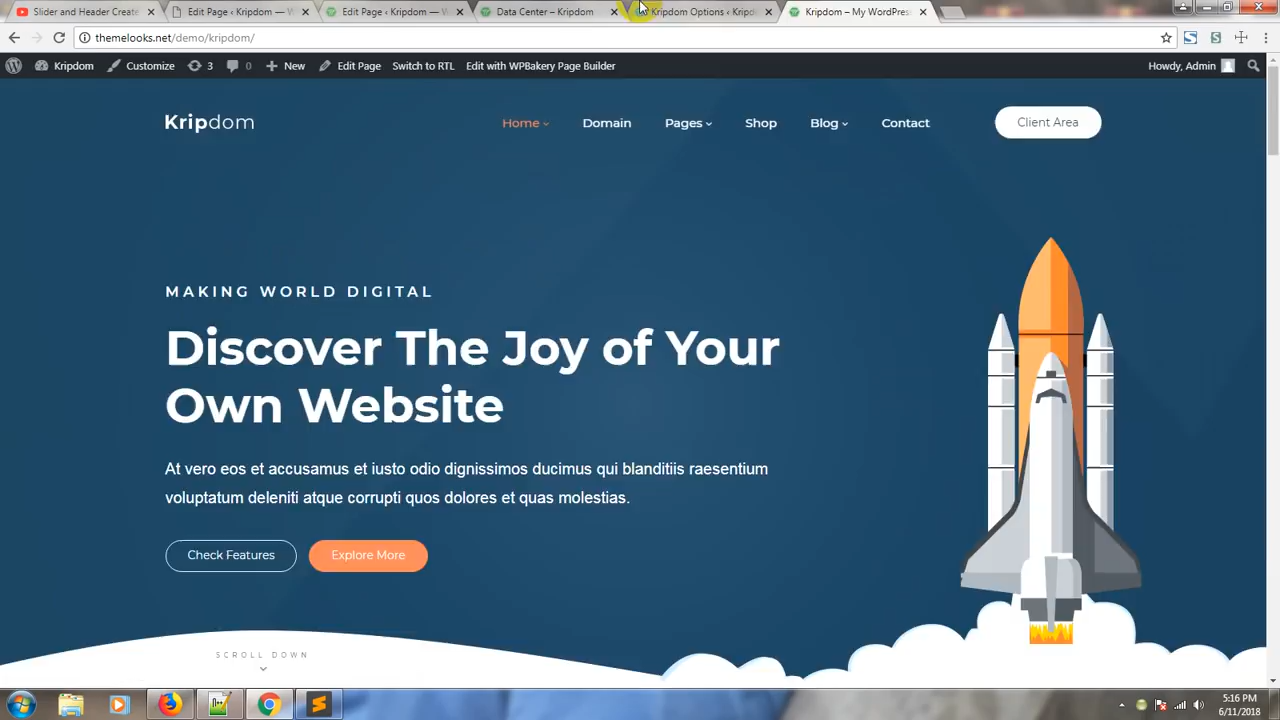 Slider and Header Create
Edit Page ‹ Kripdom — W
Edit Page ‹ Kripdom — W
Data Center – Kripdom
Kripdom Options ‹ Kripd
Kripdom – My WordPress
themelooks.net/demo/kripdom/
Kripdom
Customize
3
0
New
Edit Page
Switch to RTL
Edit with WPBakery Page Builder
Howdy, Admin
Kripdom
Home
Domain
Pages
Shop
Blog
Contact
Client Area
MAKING WORLD DIGITAL
Discover The Joy of Your
Own Website
At vero eos et accusamus et iusto odio dignissimos ducimus qui blanditiis raesentium
voluptatum deleniti atque corrupti quos dolores et quas molestias.
Check Features
Explore More
SCROLL DOWN
5:16 PM
6/11/2018